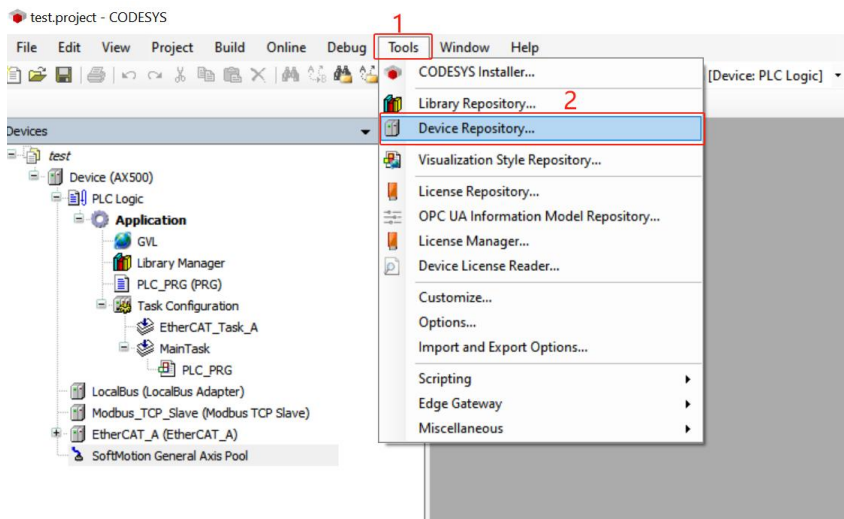 test.project - CODESYS
1
File Edit View Project Build Online Debug Tools Window Help
CODESYS Installer...
[Device: PLC Logic]
Library Repository...
2
Device Repository...
Visualization Style Repository...
License Repository...
OPC UA Information Model Repository...
License Manager...
Device License Reader...
Customize...
Options...
Import and Export Options...
Scripting
Edge Gateway
Miscellaneous
Devices
test
Device (AX500)
PLC Logic
Application
GVL
Library Manager
PLC_PRG (PRG)
Task Configuration
EtherCAT_Task_A
MainTask
PLC_PRG
LocalBus (LocalBus Adapter)
Modbus_TCP_Slave (Modbus TCP Slave)
EtherCAT_A (EtherCAT_A)
SoftMotion General Axis Pool